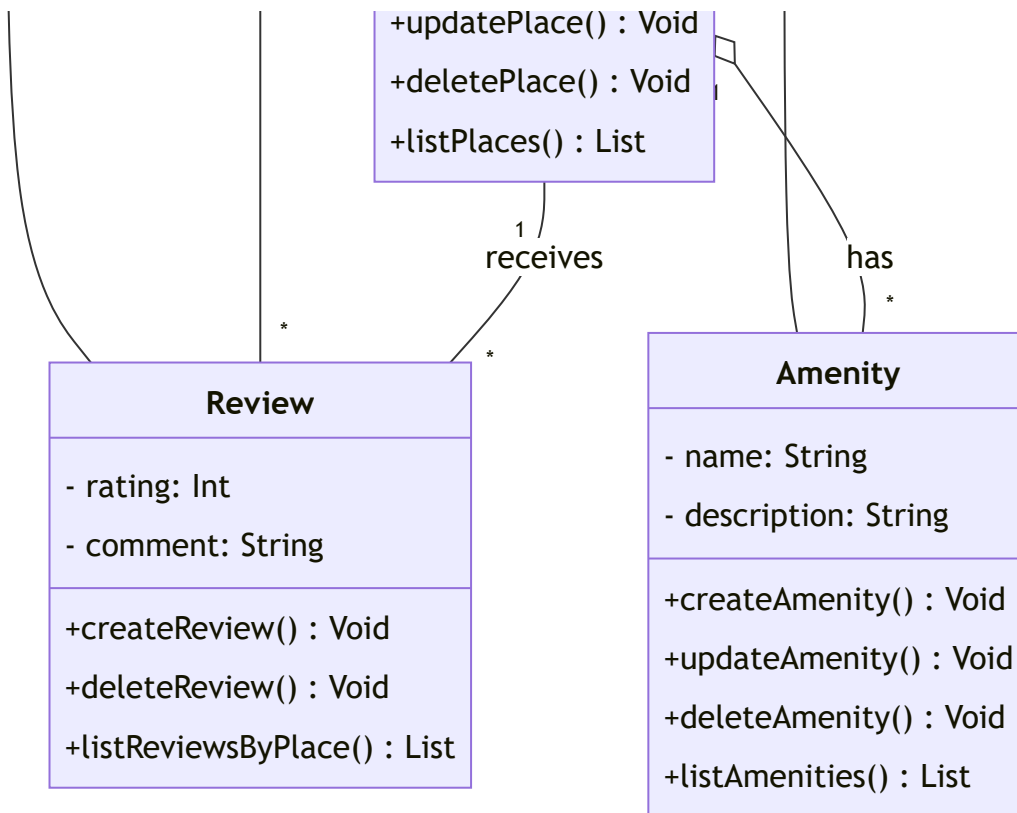 +updatePlace() : Void
+deletePlace() : Void
1
+listPlaces() : List
1
receives
has
*
*
*
Review
- rating: Int
- comment: String
+createReview() : Void
+deleteReview() : Void
+listReviewsByPlace() : List
Amenity
- name: String
- description: String
+createAmenity() : Void
+updateAmenity() : Void
+deleteAmenity() : Void
+listAmenities() : List